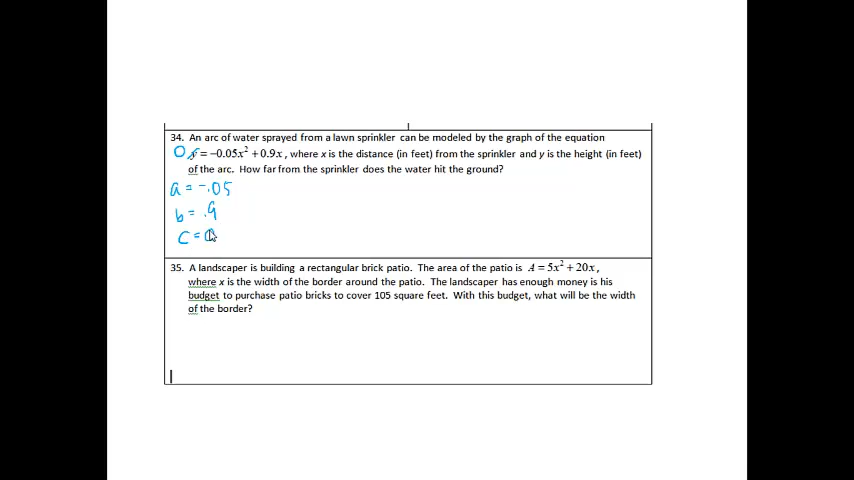 34. An arc of water sprayed from a lawn sprinkler can be modeled by the graph of the equation
0 y = −0.05x² + 0.9x, where x is the distance (in feet) from the sprinkler and y is the height (in feet)
of the arc. How far from the sprinkler does the water hit the ground?
a = -.05
b = .9
c = 0
35. A landscaper is building a rectangular brick patio. The area of the patio is A = 5x² + 20x,
where x is the width of the border around the patio. The landscaper has enough money is his
budget to purchase patio bricks to cover 105 square feet. With this budget, what will be the width
of the border?